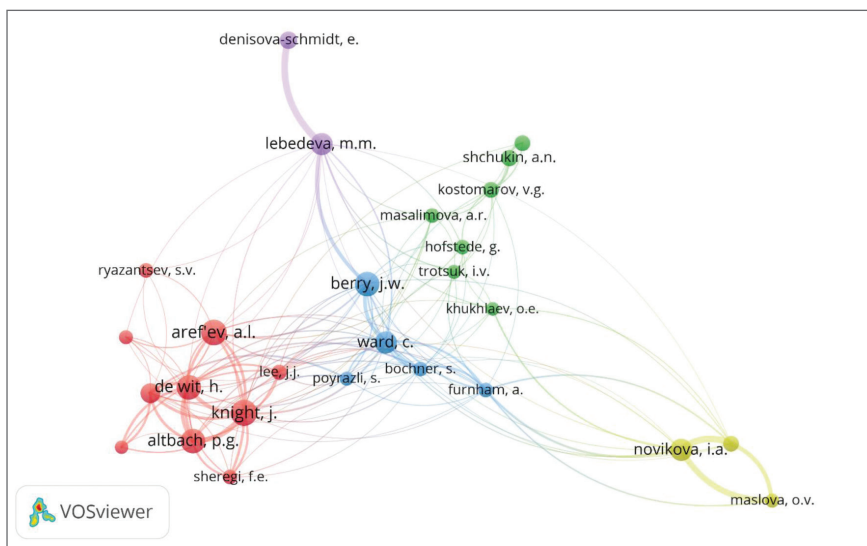 denisova-schmidt, e.
lebedeva, m.m.
shchukin, a.n.
kostomarov, v.g.
masalimova, a.r.
hofstede, g.
trotsuk, i.v.
ryazantsev, s.v.
berry, j.w.
khukhlaev, o.e.
aref'ev, a.l.
ward, c.
bochner, s.
lee, j.j.
poyrazli, s.
de wit, h.
furnham, a.
knight, j.
altbach, p.g.
novikova, i.a.
sheregi, f.e.
maslova, o.v.
VOSviewer